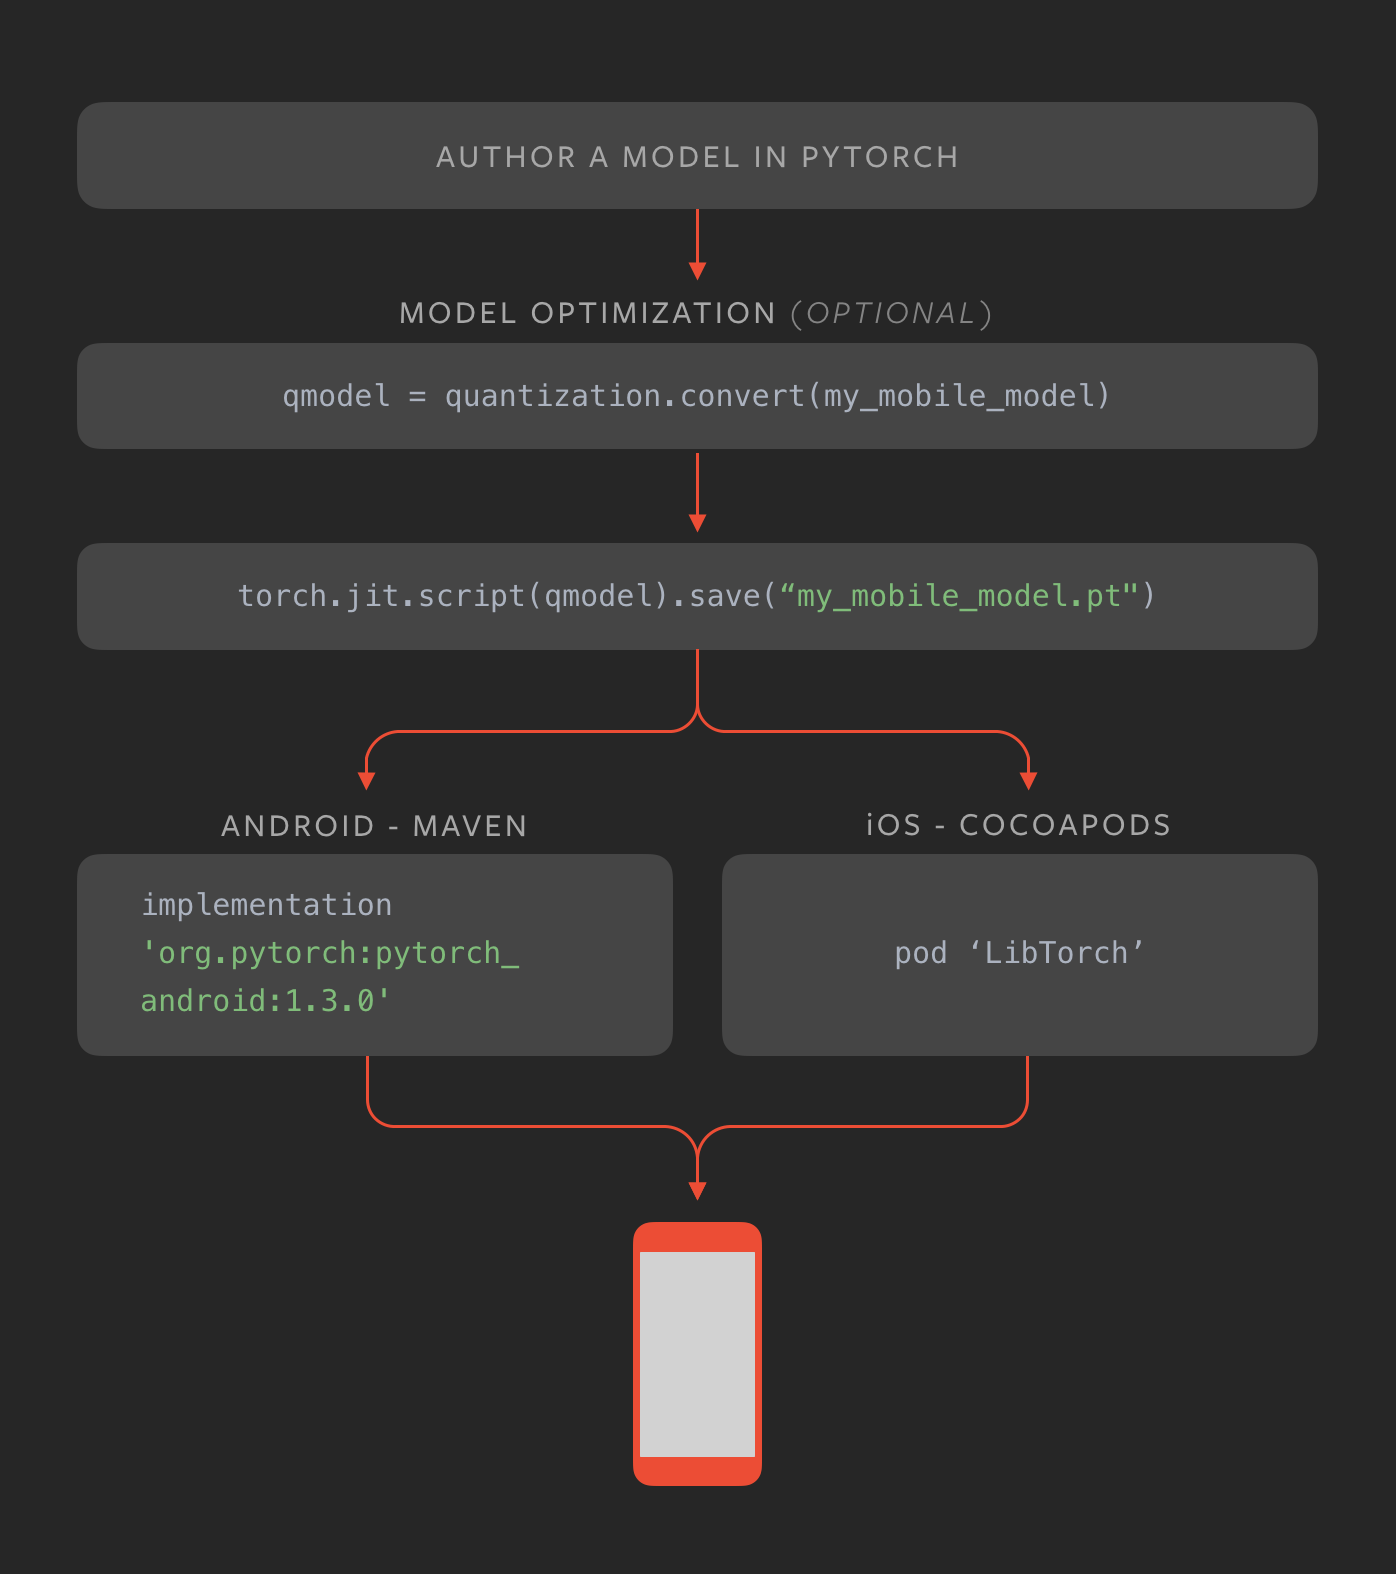 AUTHOR A MODEL IN PYTORCH
MODEL OPTIMIZATION (OPTIONAL)
qmodel = quantization.convert(my_mobile_model)
torch.jit.script(qmodel).save(“my_mobile_model.pt")
ANDROID - MAVEN
implementation
'org.pytorch:pytorch_
android:1.3.0'
iOS - COCOAPODS
pod ‘LibTorch’